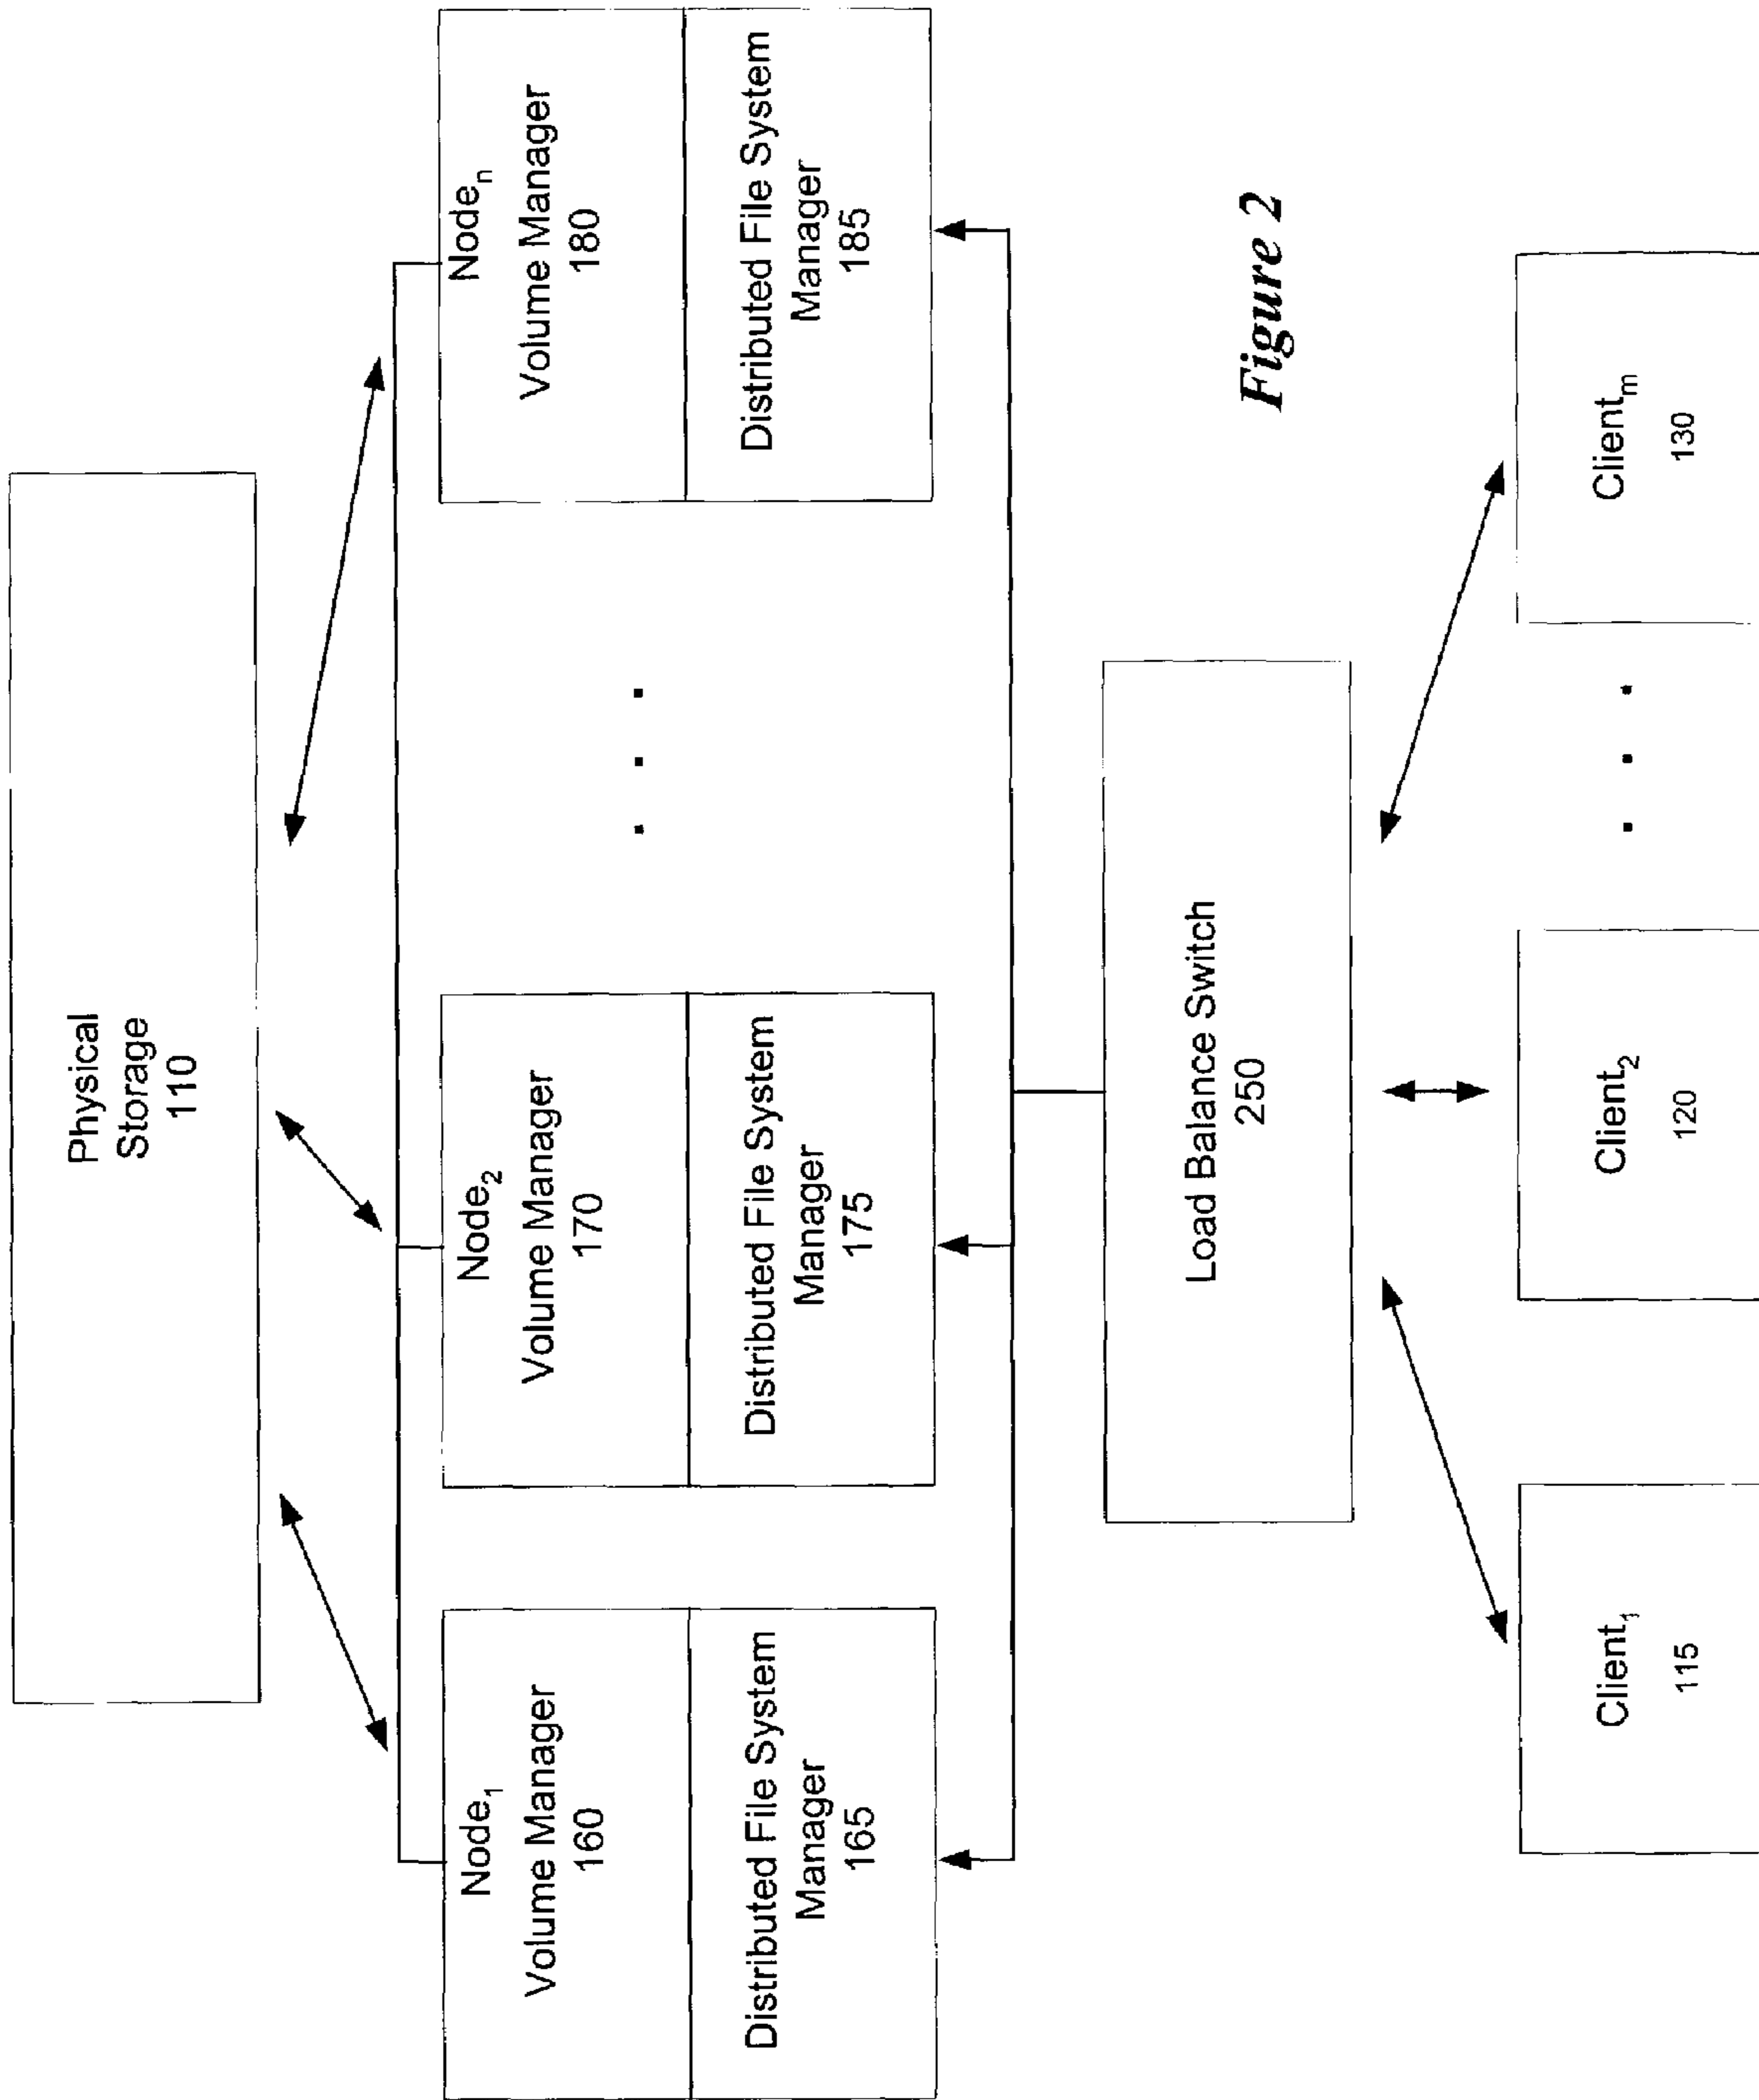 Physical
Storage
110
Node₁
Volume Manager
160
Distributed File System
Manager
165
Node₂
Volume Manager
170
Distributed File System
Manager
175
. . .
Nodeₙ
Volume Manager
180
Distributed File System
Manager
185
Load Balance Switch
250
Client₁
115
Client₂
120
. . .
Clientₘ
130
Figure 2